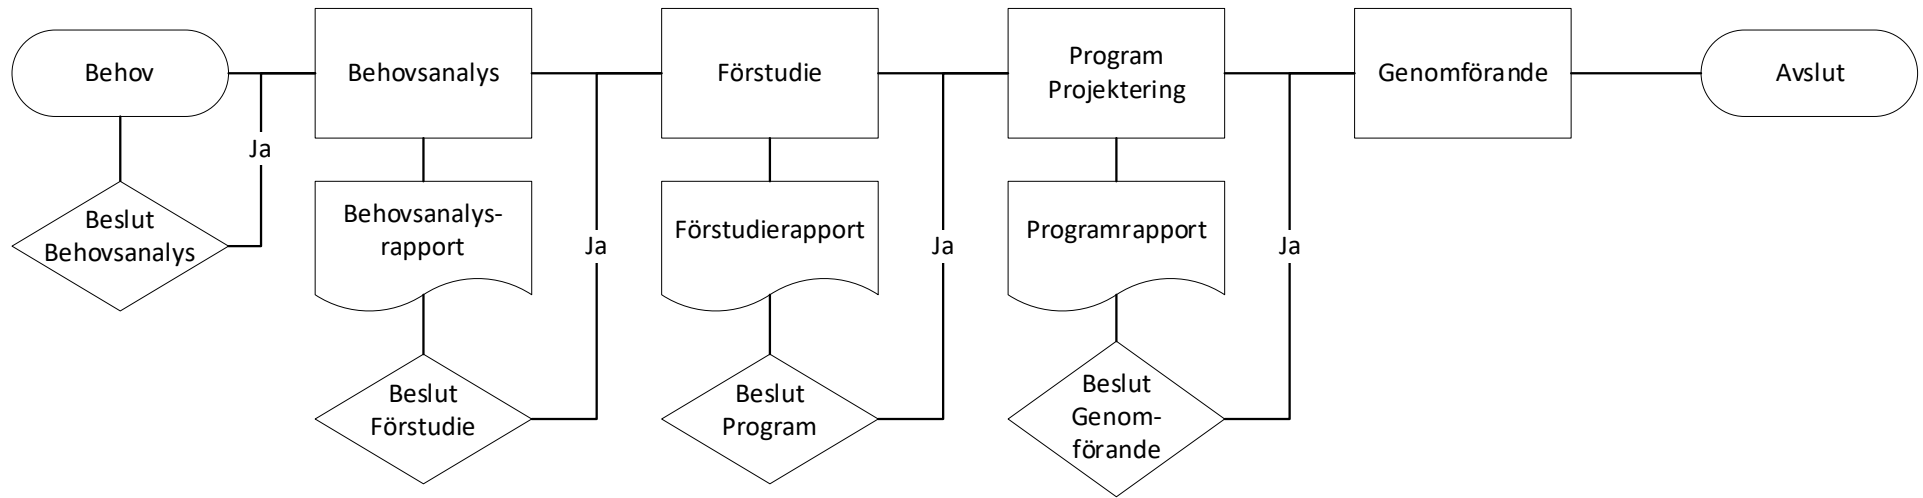 Behov
Behovsanalys
Förstudie
Program
Projektering
Genomförande
Avslut
Ja
Beslut
Behovsanalys
Behovsanalys-
rapport
Ja
Förstudierapport
Ja
Programrapport
Ja
Beslut
Förstudie
Beslut
Program
Beslut
Genom-
förande